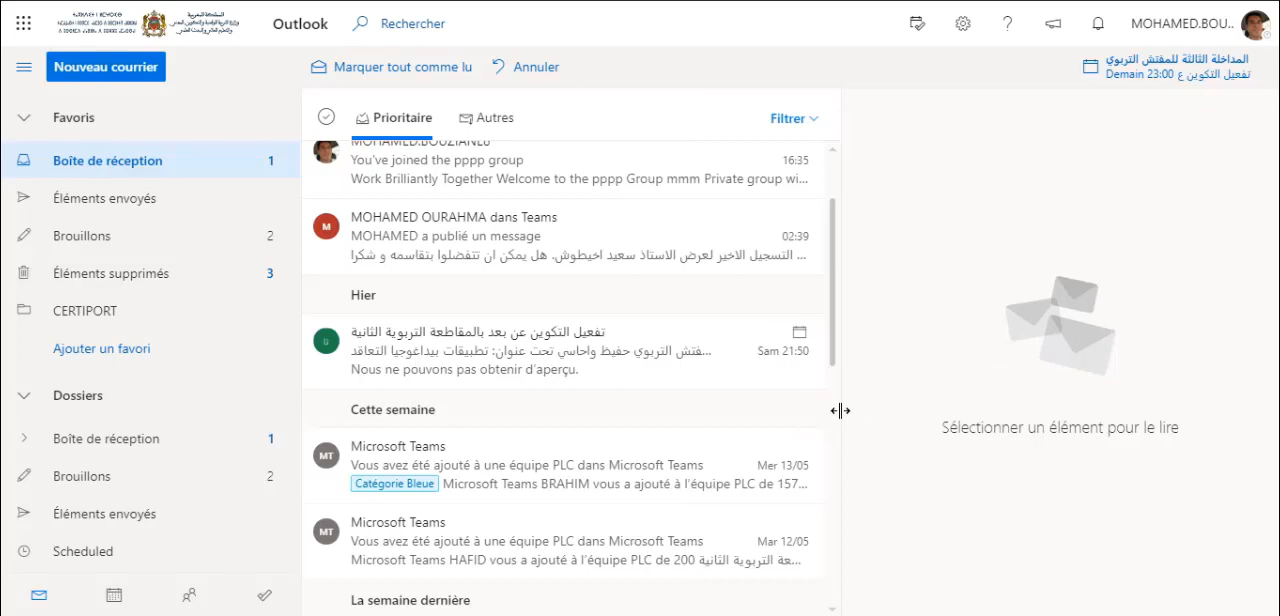 Outlook
Rechercher
MOHAMED.BOU..
Nouveau courrier
Marquer tout comme lu
Annuler
المداخلة الثالثة للمفتش التربوي
Demain 23:00 تفعيل التكوين ع
Favoris
Boîte de réception 1
Éléments envoyés
Brouillons 2
Éléments supprimés 3
CERTIPORT
Ajouter un favori
Dossiers
Boîte de réception 1
Brouillons 2
Éléments envoyés
Scheduled
Prioritaire
Autres
Filtrer
You've joined the pppp group 16:35
Work Brilliantly Together Welcome to the pppp Group mmm Private group wi...
M
MOHAMED OURAHMA dans Teams
MOHAMED a publié un message 02:39
التسجيل الاخير لعرض الاستاذ سعيد اخيطوش. هل يمكن ان تتفضلوا بتقاسمه و شكرا ...
Hier
تفعيل التكوين عن بعد بالمقاطعة التربوية الثانية
...فتش التربوي حفيظ واحاسي تحت عنوان: تطبيقات بيداغوجيا التعاقد Sam 21:50
Nous ne pouvons pas obtenir d'aperçu.
Cette semaine
MT
Microsoft Teams
Vous avez été ajouté à une équipe PLC dans Microsoft Teams Mer 13/05
Catégorie Bleue Microsoft Teams BRAHIM vous a ajouté à l'équipe PLC de 157...
MT
Microsoft Teams
Vous avez été ajouté à une équipe PLC dans Microsoft Teams Mar 12/05
Microsoft Teams HAFID vous a ajouté à l'équipe PLC de 200 عة التربوية الثانية...
La semaine dernière
Sélectionner un élément pour le lire